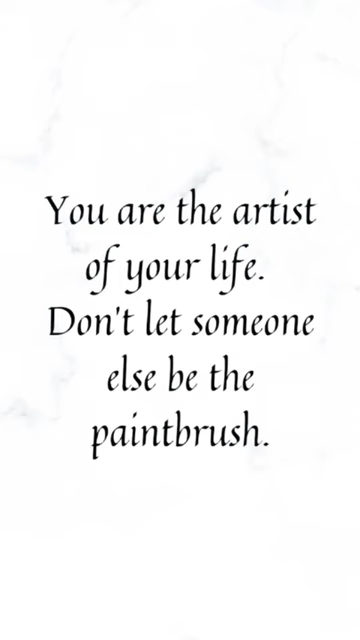 You are the artist
of your life.
Don't let someone
else be the
paintbrush.